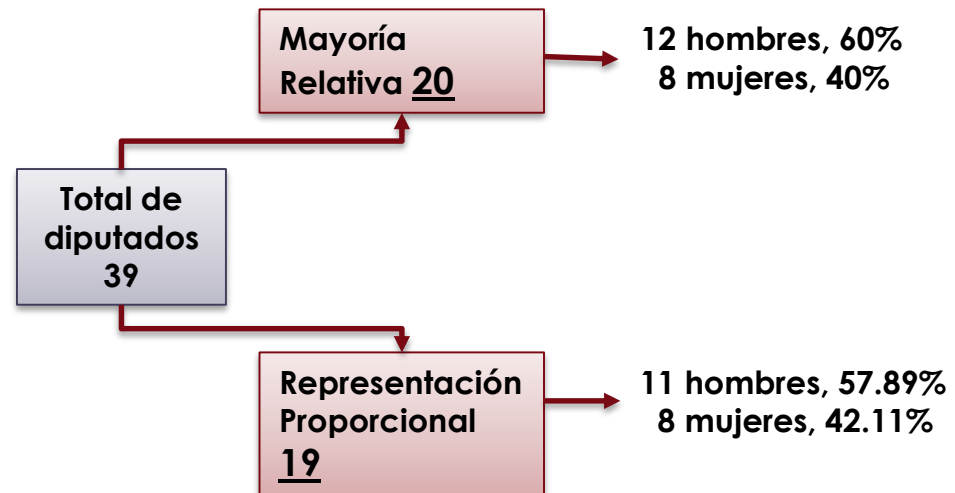 Mayoría
Relativa 20
12 hombres, 60%
8 mujeres, 40%
Total de
diputados
39
Representación
Proporcional
19
11 hombres, 57.89%
8 mujeres, 42.11%